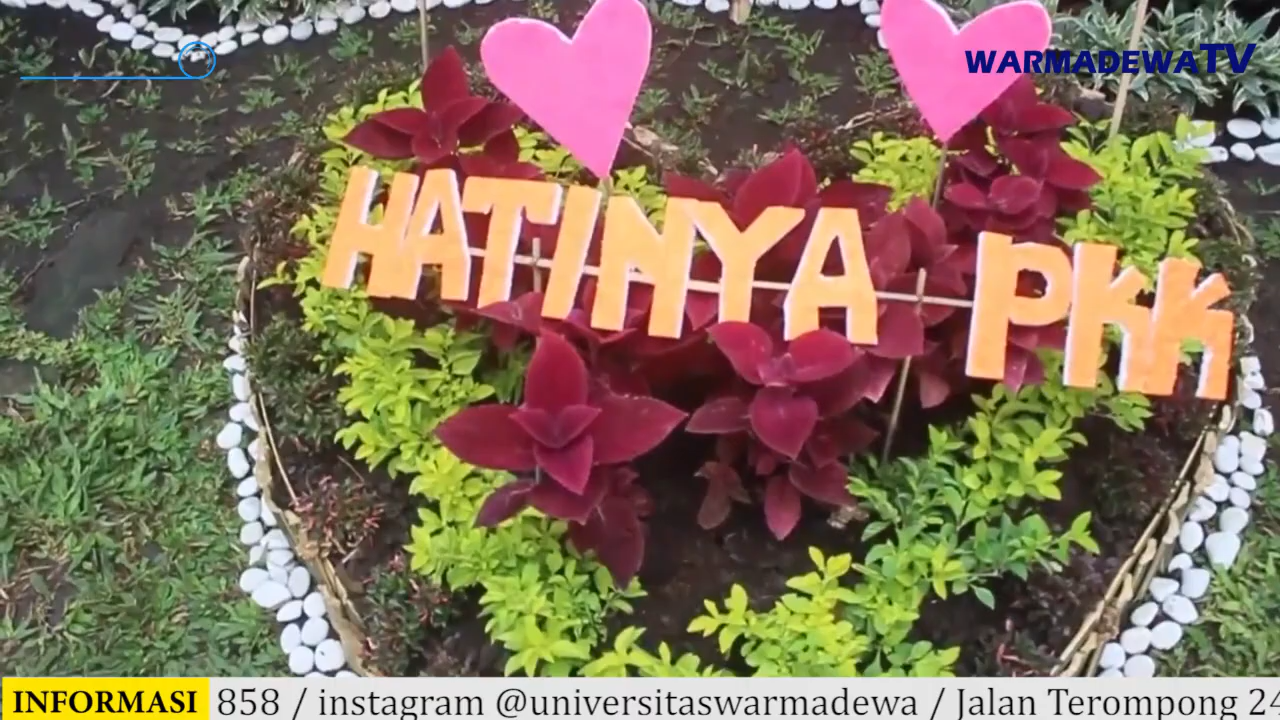 WARMADEWATV
HATINYA PKK
INFORMASI 858 / instagram @universitaswarmadewa / Jalan Terompong 24